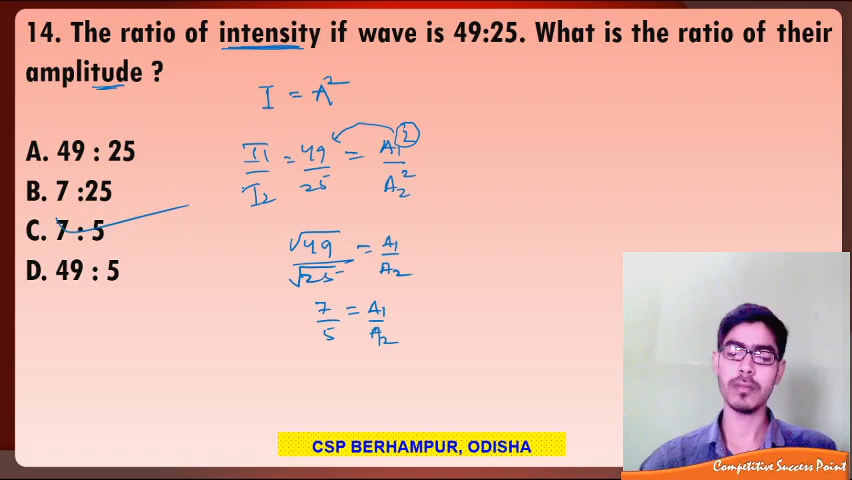 14. The ratio of intensity if wave is 49:25. What is the ratio of their
amplitude ?
I = A²
A. 49 : 25
B. 7 :25
C. 7 : 5
D. 49 : 5
I1/I2 = 49/25 = A1²/A2²
√49/√25 = A1/A2
7/5 = A1/A2
CSP BERHAMPUR, ODISHA
Competitive Success Point